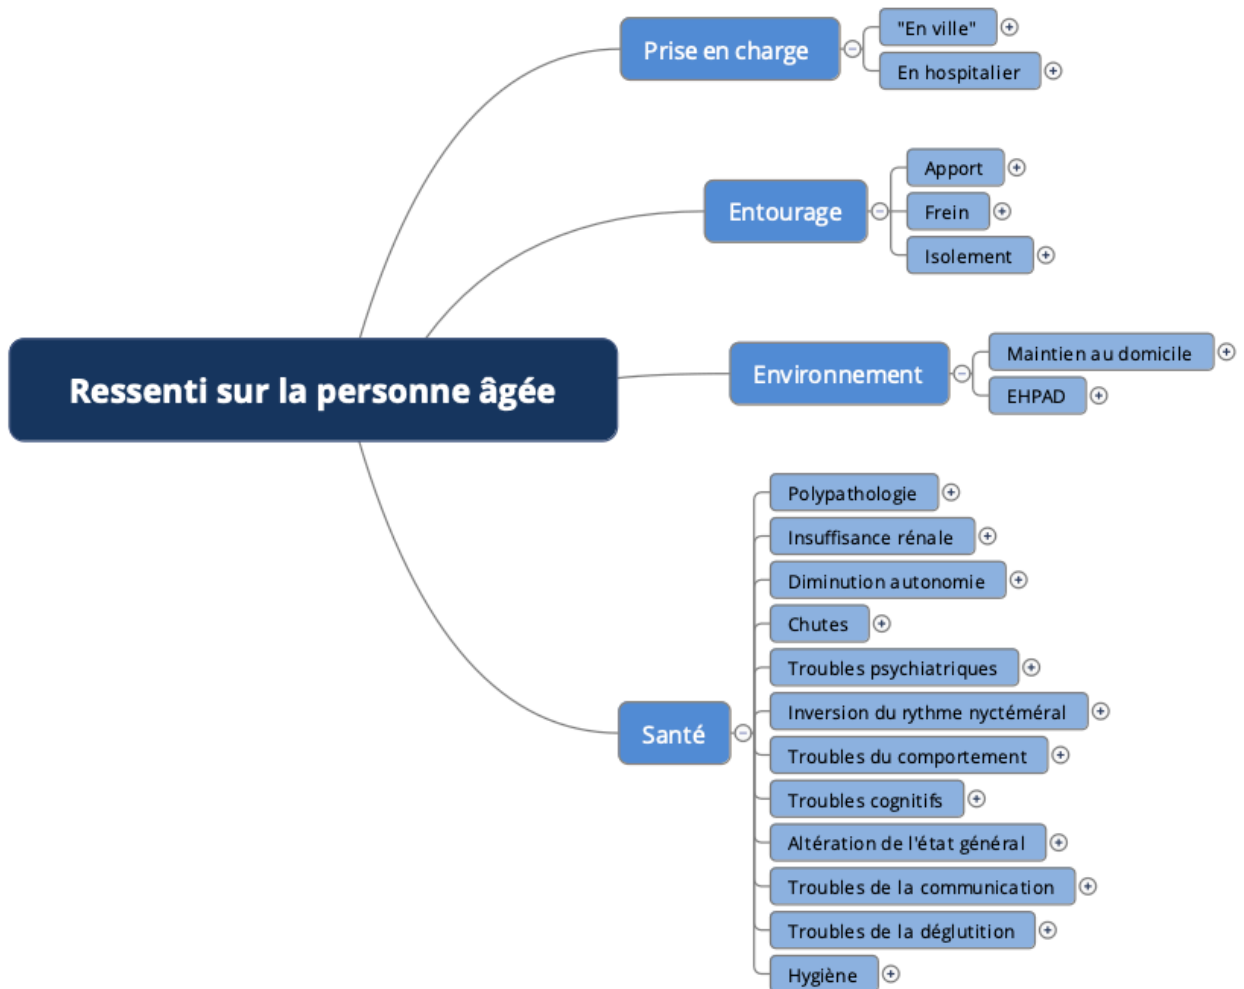 Ressenti sur la personne âgée
Prise en charge
"En ville"
En hospitalier
Entourage
Apport
Frein
Isolement
Environnement
Maintien au domicile
EHPAD
Santé
Polypathologie
Insuffisance rénale
Diminution autonomie
Chutes
Troubles psychiatriques
Inversion du rythme nyctéméral
Troubles du comportement
Troubles cognitifs
Altération de l'état général
Troubles de la communication
Troubles de la déglutition
Hygiène